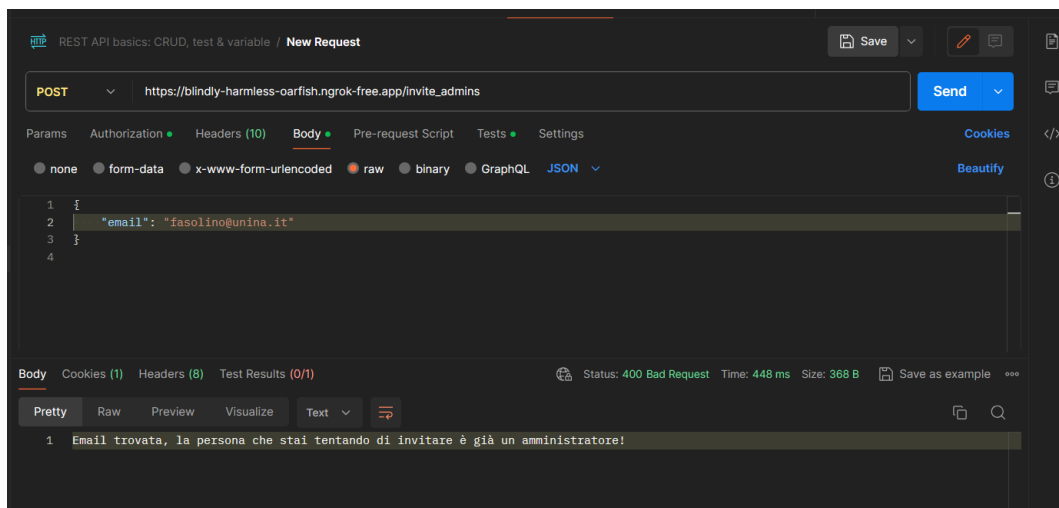 HTTP REST API basics: CRUD, test & variable / New Request Save
POST https://blindly-harmless-oarfish.ngrok-free.app/invite_admins Send
Params Authorization Headers (10) Body Pre-request Script Tests Settings Cookies
none form-data x-www-form-urlencoded raw binary GraphQL JSON Beautify
1 {
2 "email": "fasolino@unina.it"
3 }
4
Body Cookies (1) Headers (8) Test Results (0/1) Status: 400 Bad Request Time: 448 ms Size: 368 B Save as example
Pretty Raw Preview Visualize Text
1 Email trovata, la persona che stai tentando di invitare è già un amministratore!